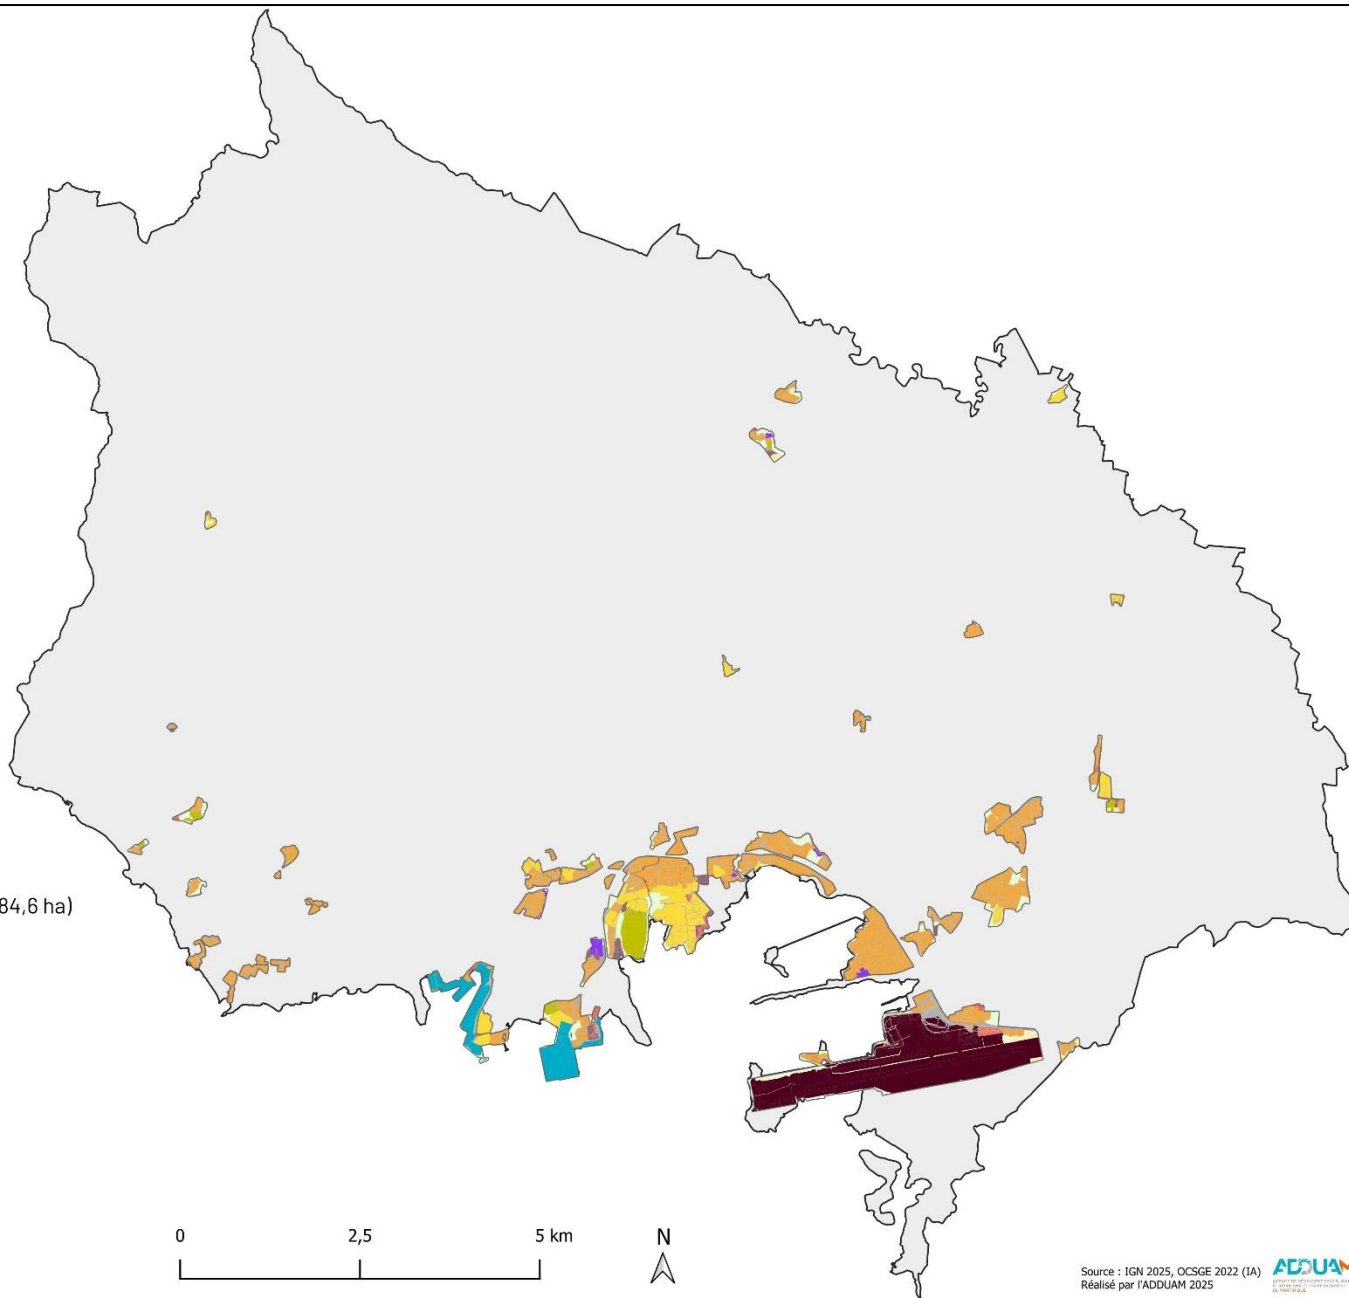 84,6 ha)
0 2,5 5 km N
Source : IGN 2025, OCSGE 2022 (IA)
Réalisé par l'ADDUAM 2025
ADDUAM